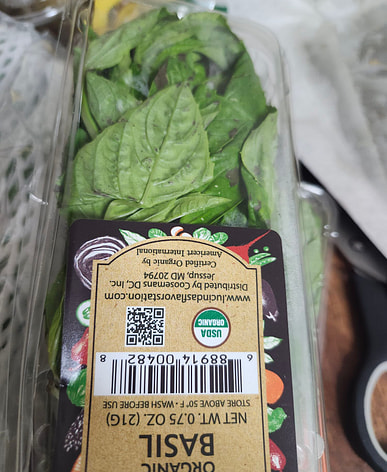 ORGANIC
BASIL
NET WT. 0.75 OZ. (21G)
STORE ABOVE 50° F • WASH BEFORE USE
6 88914 00482 8
USDA
ORGANIC
www.lucindasflavorstation.com
Distributed by Coosemans DC, Inc.
Jessup, MD 20794
Certified Organic by
Americert International